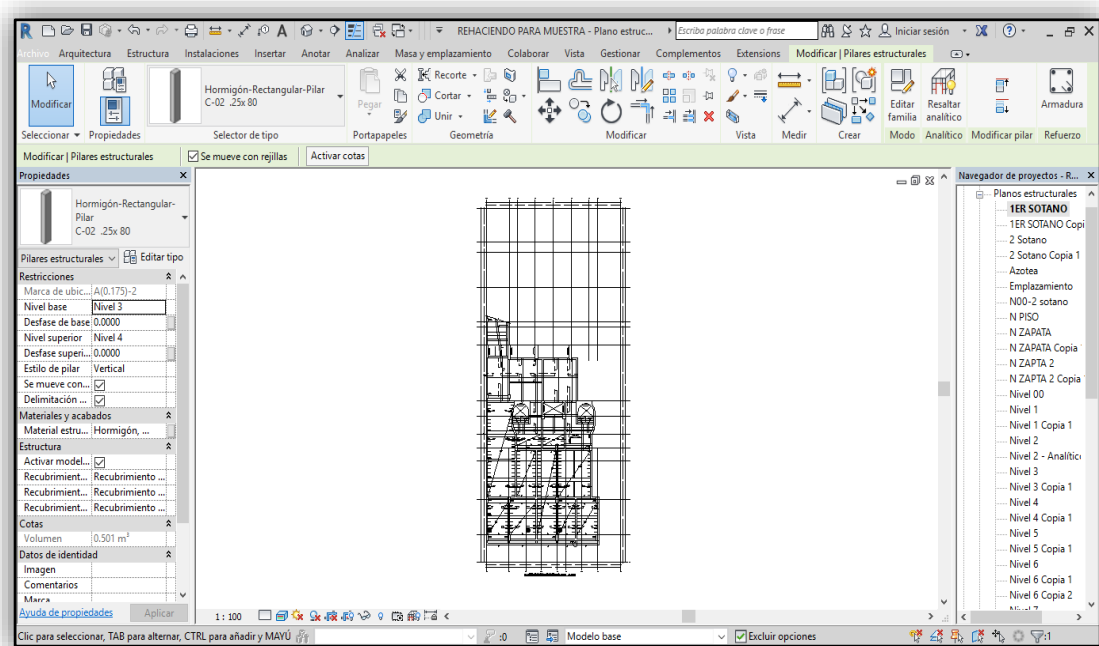 REHACIENDO PARA MUESTRA - Plano estruc...
Escriba palabra clave o frase
Iniciar sesión
Archivo Arquitectura Estructura Instalaciones Insertar Anotar Analizar Masa y emplazamiento Colaborar Vista Gestionar Complementos Extensions Modificar | Pilares estructurales
Modificar
Hormigón-Rectangular-Pilar
C-02 .25x 80
Pegar
Recorte
Cortar
Unir
Editar familia
Resaltar analítico
Armadura
Seleccionar Propiedades Selector de tipo Portapapeles Geometría Modificar Vista Medir Crear Modo Analítico Modificar pilar Refuerzo
Modificar | Pilares estructurales Se mueve con rejillas Activar cotas
Propiedades
Hormigón-Rectangular-
Pilar
C-02 .25x 80
Pilares estructurales Editar tipo
Restricciones
Marca de ubic... A(0.175)-2
Nivel base Nivel 3
Desfase de base 0.0000
Nivel superior Nivel 4
Desfase superi... 0.0000
Estilo de pilar Vertical
Se mueve con...
Delimitación ...
Materiales y acabados
Material estru... Hormigón, ...
Estructura
Activar model...
Recubrimient... Recubrimiento ...
Recubrimient... Recubrimiento ...
Recubrimient... Recubrimiento ...
Cotas
Volumen 0.501 m³
Datos de identidad
Imagen
Comentarios
Marca
Ayuda de propiedades Aplicar
1 : 100
Navegador de proyectos - R...
Planos estructurales
1ER SOTANO
1ER SOTANO Copi
2 Sotano
2 Sotano Copia 1
Azotea
Emplazamiento
N00-2 sotano
N PISO
N ZAPATA
N ZAPATA Copia
N ZAPTA 2
N ZAPTA 2 Copia
Nivel 00
Nivel 1
Nivel 1 Copia 1
Nivel 2
Nivel 2 - Analític
Nivel 3
Nivel 3 Copia 1
Nivel 4
Nivel 4 Copia 1
Nivel 5
Nivel 5 Copia 1
Nivel 6
Nivel 6 Copia 1
Nivel 6 Copia 2
Nivel 7
Clic para seleccionar, TAB para alternar, CTRL para añadir y MAYÚ
:0
Modelo base
Excluir opciones
:1